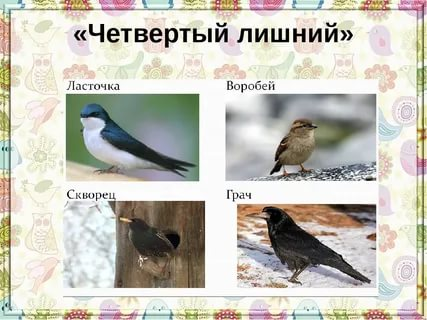 «Четвертый лишний»
Ласточка Воробей
Скворец Грач